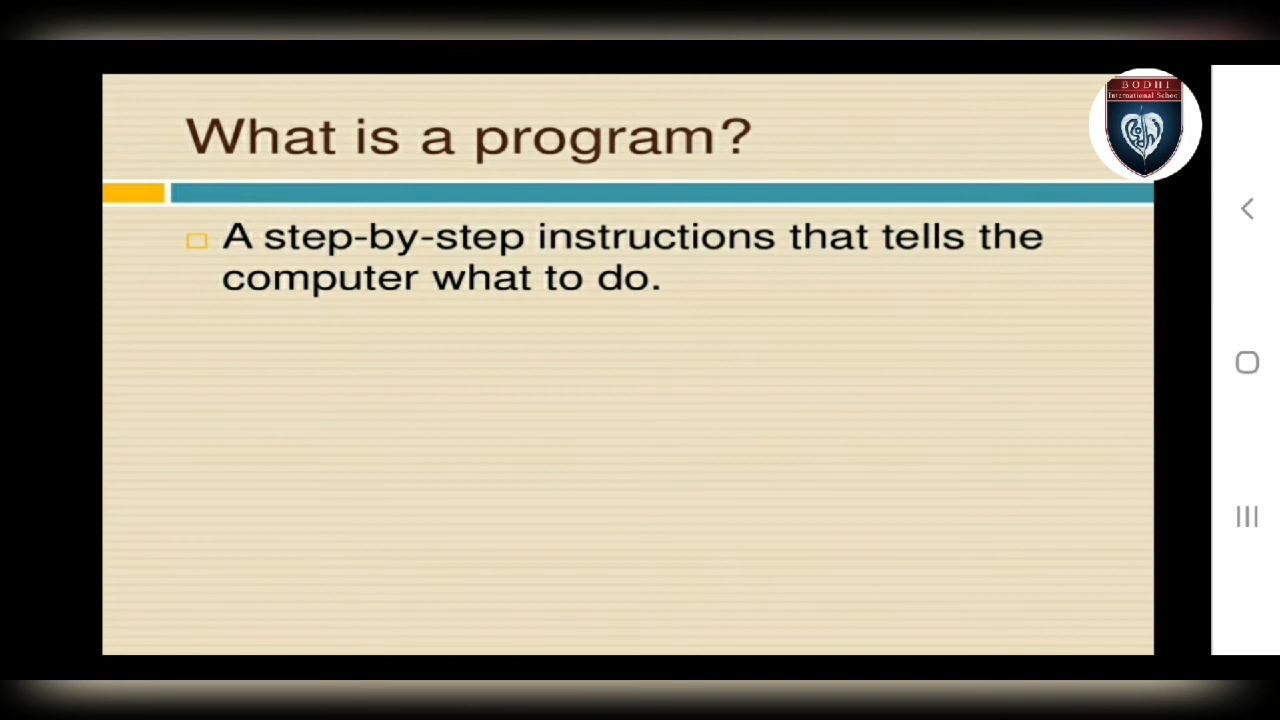 BODHI
International School
What is a program?
A step-by-step instructions that tells the
computer what to do.